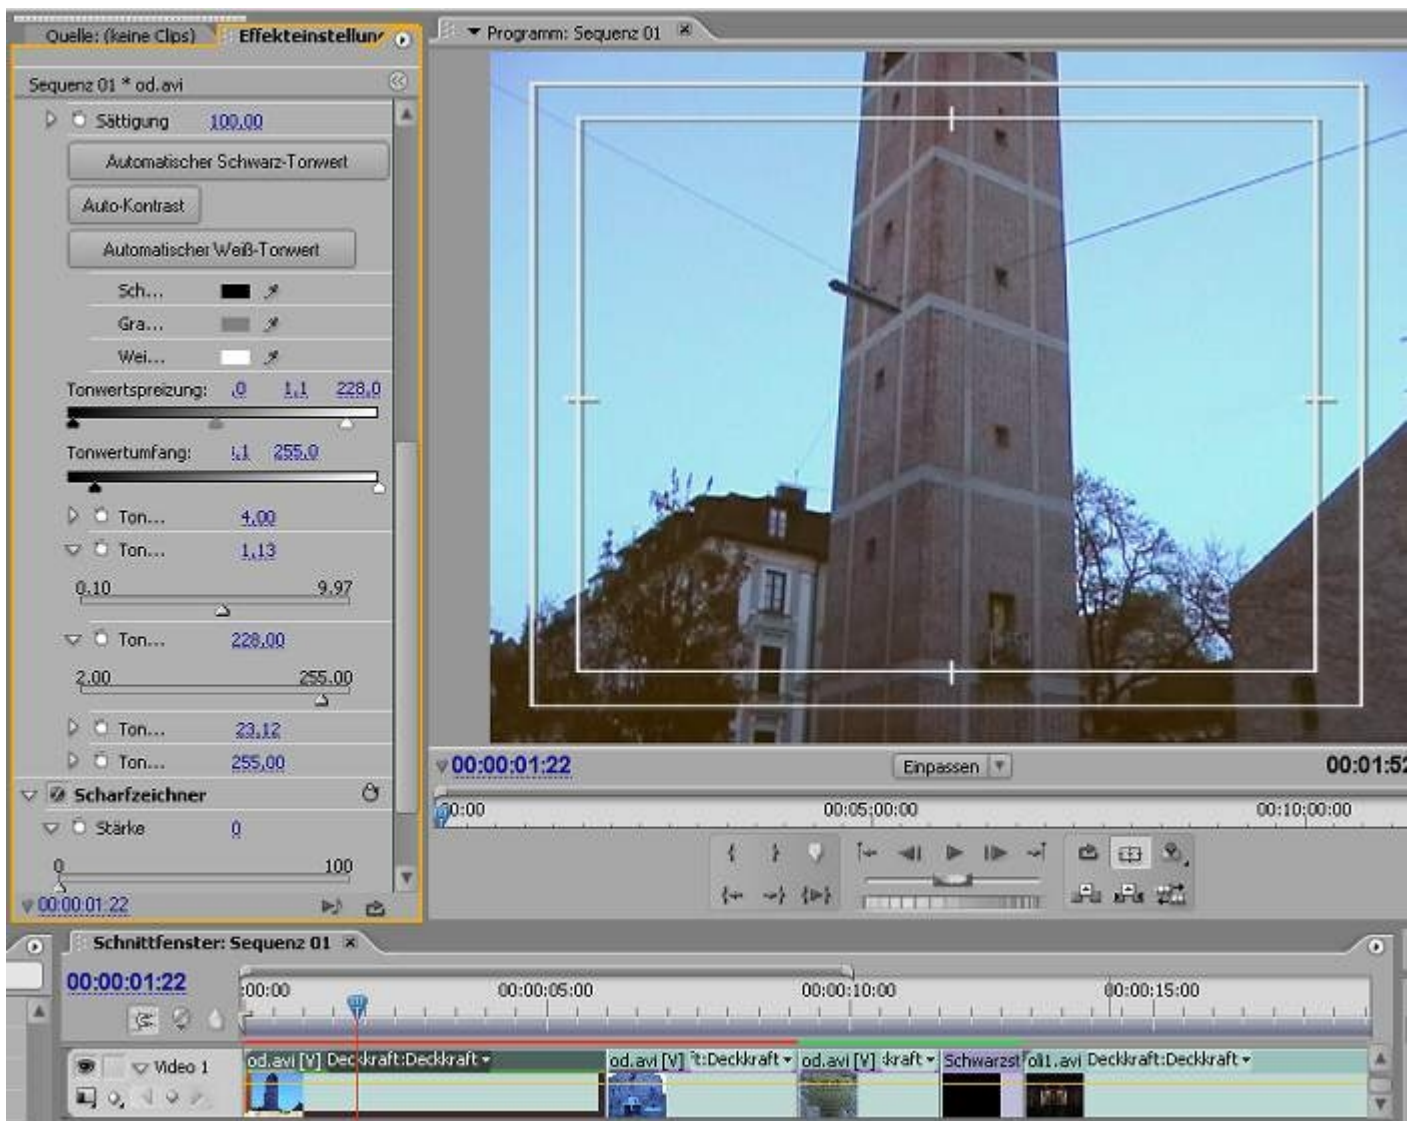 Quelle: (keine Clips)
Effekteinstellun
Programm: Sequenz 01
Sequenz 01 * od.avi
Sättigung 100,00
Automatischer Schwarz-Tonwert
Auto-Kontrast
Automatischer Weiß-Tonwert
Sch...
Gra...
Wei...
Tonwertspreizung: ,0 1,1 228,0
Tonwertumfang: 255,0
Ton... 4,00
Ton... 1,13
0.10 9.97
Ton... 228,00
2.00 255.00
Ton... 23,12
Ton... 255,00
Scharfzeichner
Stärke 0
0 100
00:00:01:22
00:00:01:22
Einpassen
00:01:52
00:00 00:05:00:00 00:10:00:00
Schnittfenster: Sequenz 01
00:00:01:22
:00:00 00:00:05:00 00:00:10:00 00:00:15:00
Video 1
od.avi [V] Deckkraft:Deckkraft
od.avi [V] t:Deckkraft
od.avi [V] kraft
Schwarzst
oli1.avi Deckkraft:Deckkraft